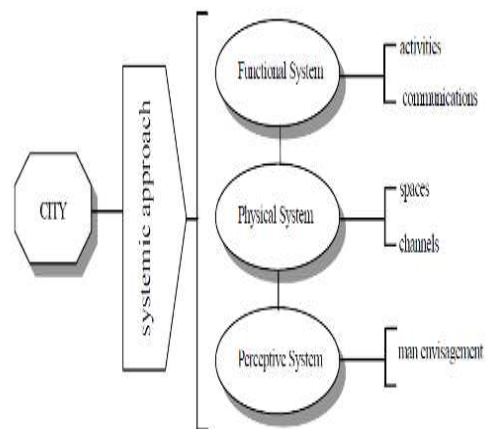 CITY
systemic approach
Functional System
activities
communications
Physical System
spaces
channels
Perceptive System
man envisagement